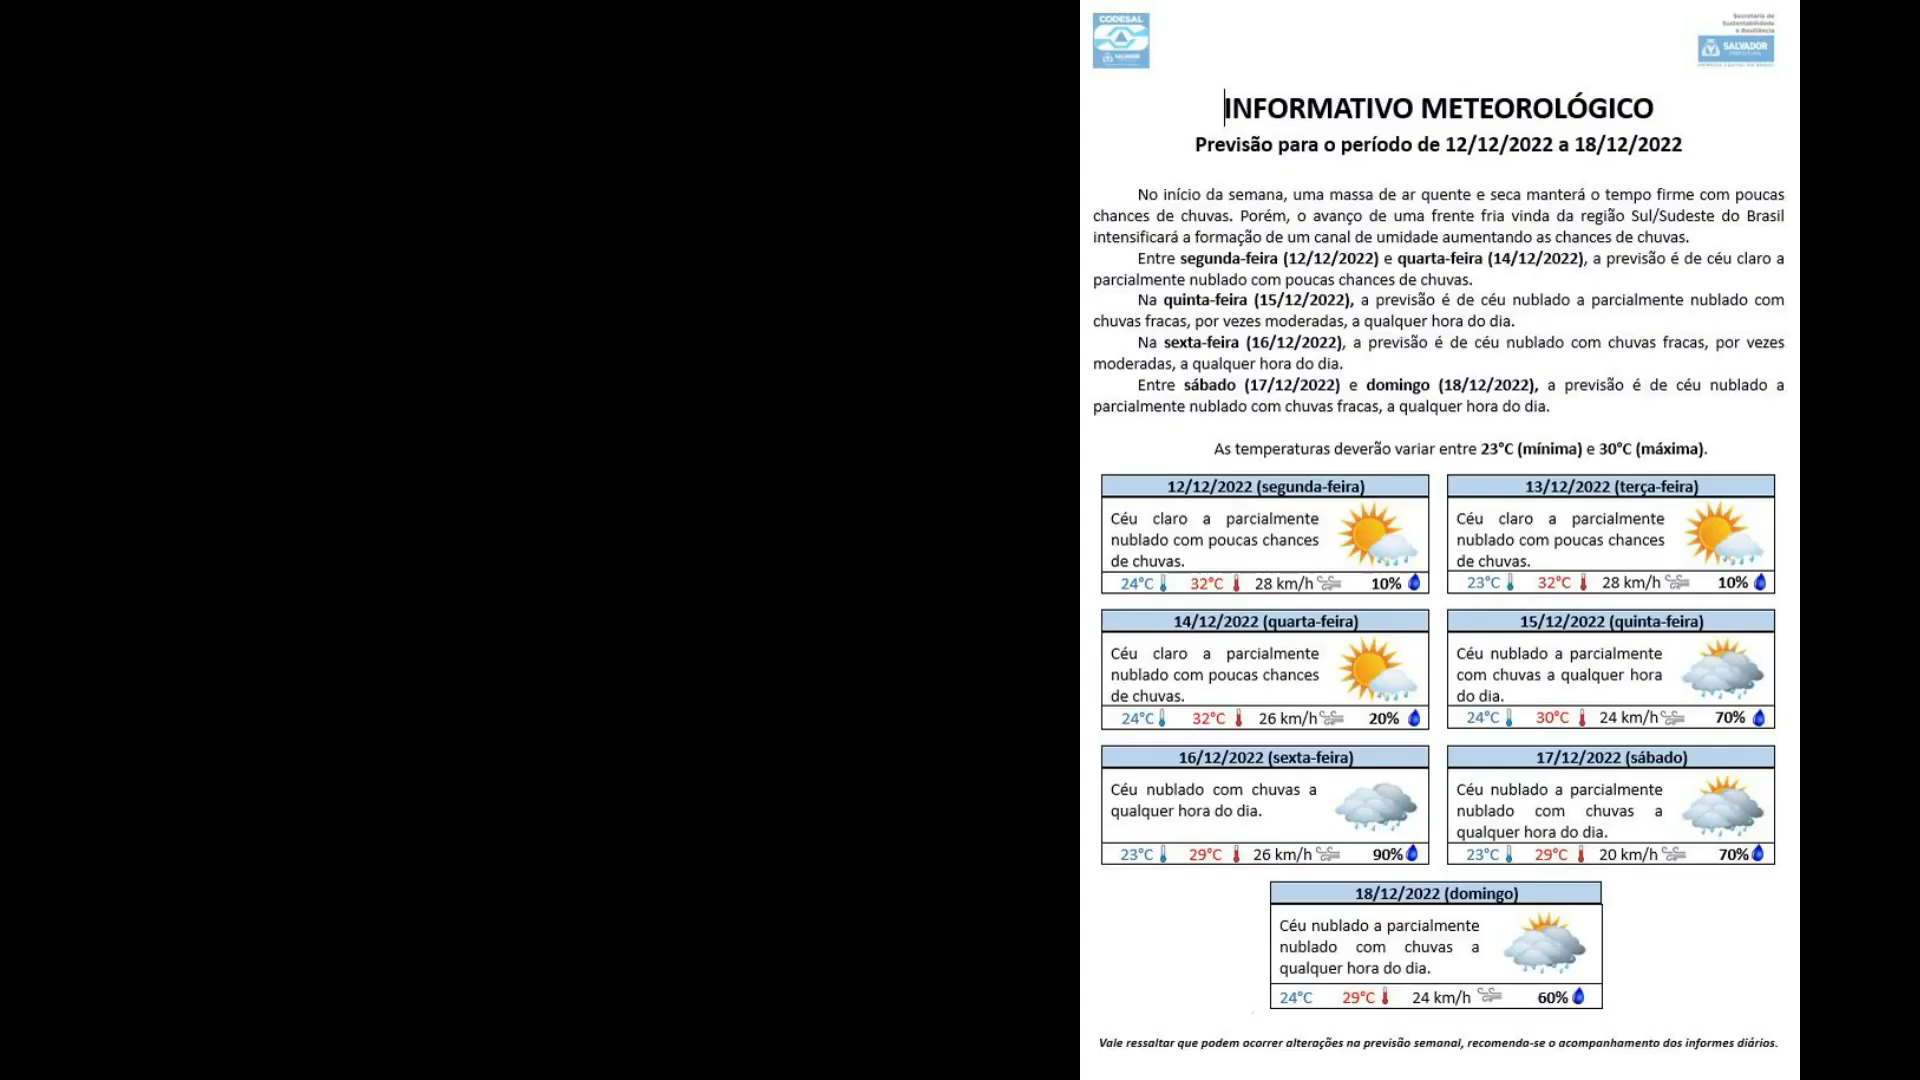 CODESAL
SALVADOR
Secretaria de
Sustentabilidade
e Resiliência
SALVADOR
PREFEITURA
PRIMEIRA CAPITAL DO BRASIL
INFORMATIVO METEOROLÓGICO
Previsão para o período de 12/12/2022 a 18/12/2022
No início da semana, uma massa de ar quente e seca manterá o tempo firme com poucas
chances de chuvas. Porém, o avanço de uma frente fria vinda da região Sul/Sudeste do Brasil
intensificará a formação de um canal de umidade aumentando as chances de chuvas.
Entre segunda-feira (12/12/2022) e quarta-feira (14/12/2022), a previsão é de céu claro a
parcialmente nublado com poucas chances de chuvas.
Na quinta-feira (15/12/2022), a previsão é de céu nublado a parcialmente nublado com
chuvas fracas, por vezes moderadas, a qualquer hora do dia.
Na sexta-feira (16/12/2022), a previsão é de céu nublado com chuvas fracas, por vezes
moderadas, a qualquer hora do dia.
Entre sábado (17/12/2022) e domingo (18/12/2022), a previsão é de céu nublado a
parcialmente nublado com chuvas fracas, a qualquer hora do dia.
As temperaturas deverão variar entre 23°C (mínima) e 30°C (máxima).
12/12/2022 (segunda-feira)
Céu claro a parcialmente
nublado com poucas chances
de chuvas.
24°C 32°C 28 km/h 10%
13/12/2022 (terça-feira)
Céu claro a parcialmente
nublado com poucas chances
de chuvas.
23°C 32°C 28 km/h 10%
14/12/2022 (quarta-feira)
Céu claro a parcialmente
nublado com poucas chances
de chuvas.
24°C 32°C 26 km/h 20%
15/12/2022 (quinta-feira)
Céu nublado a parcialmente
com chuvas a qualquer hora
do dia.
24°C 30°C 24 km/h 70%
16/12/2022 (sexta-feira)
Céu nublado com chuvas a
qualquer hora do dia.
23°C 29°C 26 km/h 90%
17/12/2022 (sábado)
Céu nublado a parcialmente
nublado com chuvas a
qualquer hora do dia.
23°C 29°C 20 km/h 70%
18/12/2022 (domingo)
Céu nublado a parcialmente
nublado com chuvas a
qualquer hora do dia.
24°C 29°C 24 km/h 60%
Vale ressaltar que podem ocorrer alterações na previsão semanal, recomenda-se o acompanhamento dos informes diários.